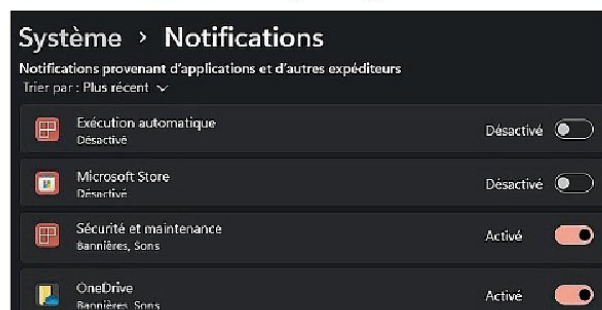 Système > Notifications
Notifications provenant d'applications et d'autres expéditeurs
Trier par : Plus récent
Exécution automatique
Désactivé
Désactivé
Microsoft Store
Désactivé
Désactivé
Sécurité et maintenance
Bannières, Sons
Activé
OneDrive
Bannières, Sons
Activé